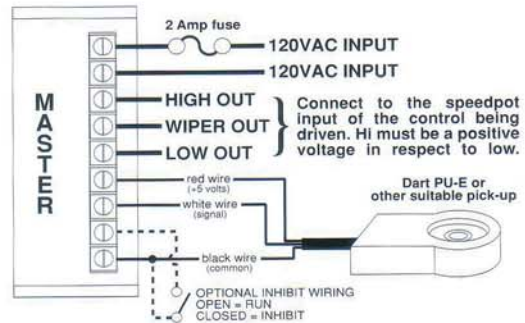 2 Amp fuse
120VAC INPUT
120VAC INPUT
MASTER
HIGH OUT
WIPER OUT
LOW OUT
Connect to the speedpot
input of the control being
driven. Hi must be a positive
voltage in respect to low.
red wire
(+5 volts)
white wire
(signal)
black wire
(common)
Dart PU-E or
other suitable pick-up
OPTIONAL INHIBIT WIRING
OPEN = RUN
CLOSED = INHIBIT